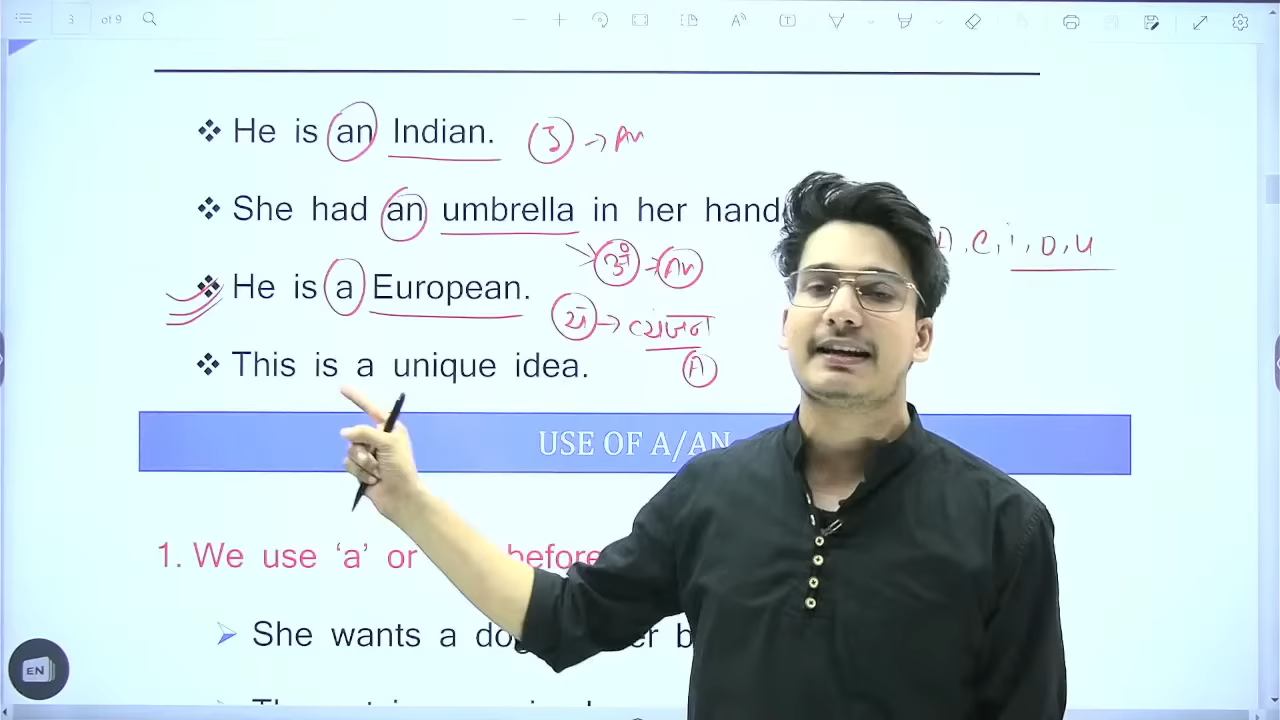 3 of 9
❖ He is an Indian. इ → An
❖ She had an umbrella in her hand
A, e, i, o, u
अं → An
❖ He is a European.
य → व्यंजन
❖ This is a unique idea. A
USE OF A/AN
1. We use ‘a’ or before
➢ She wants a do er b
EN